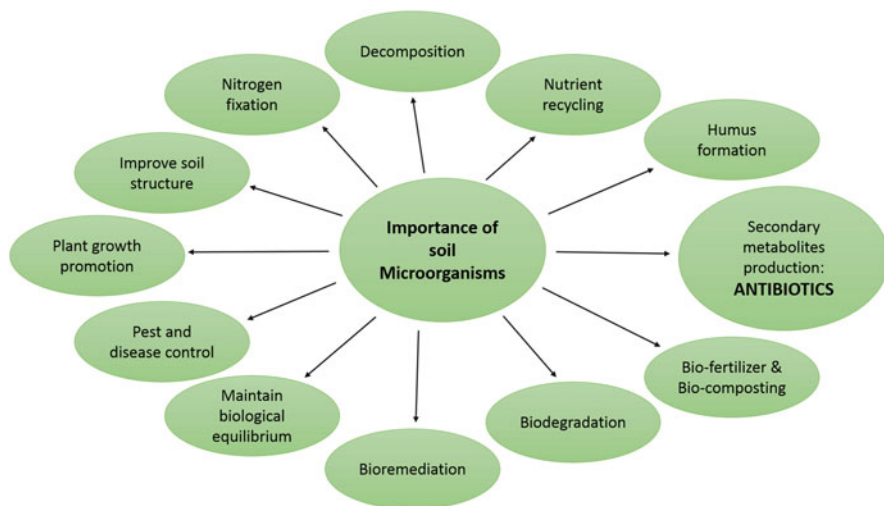 Decomposition
Nitrogen
fixation
Nutrient
recycling
Humus
formation
Improve soil
structure
Importance of
soil
Microorganisms
Secondary
metabolites
production:
ANTIBIOTICS
Plant growth
promotion
Pest and
disease control
Bio-fertilizer &
Bio-composting
Maintain
biological
equilibrium
Biodegradation
Bioremediation